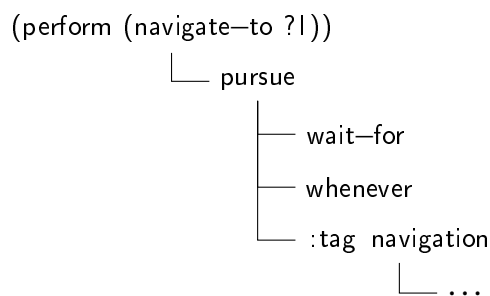 (perform (navigate–to ?l))
pursue
wait–for
whenever
:tag navigation
...